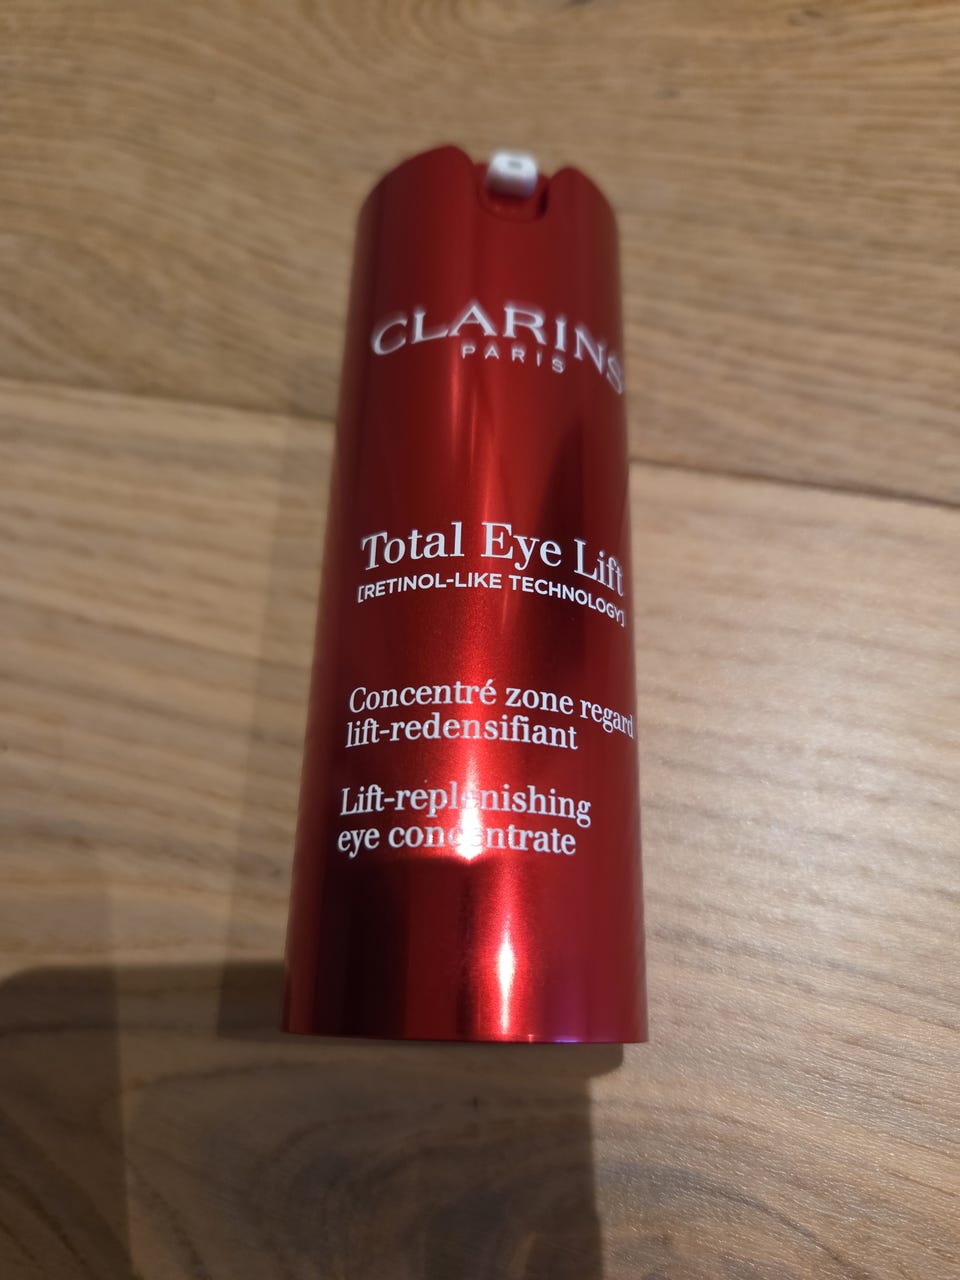 CLARINS
PARIS
Total Eye Lift
[RETINOL-LIKE TECHNOLOGY]
Concentré zone regard
lift-redensifiant
Lift-replenishing
eye concentrate